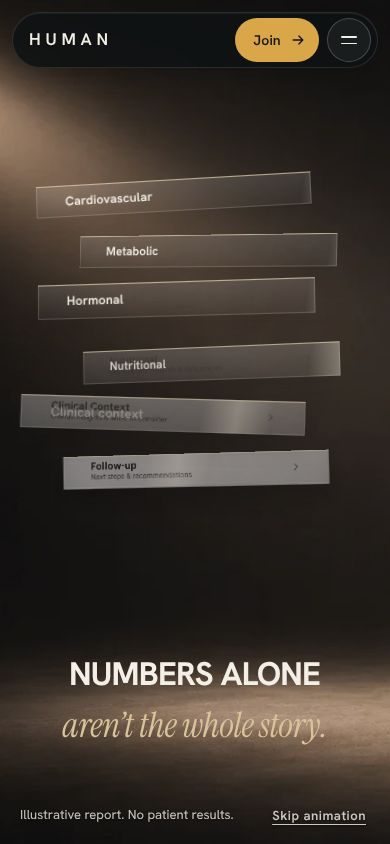 HUMAN
Join →
Cardiovascular
Metabolic
Hormonal
Nutritional
Clinical Context
Clinical context
Follow-up
Next steps & recommendations
NUMBERS ALONE
aren’t the whole story.
Illustrative report. No patient results.
Skip animation